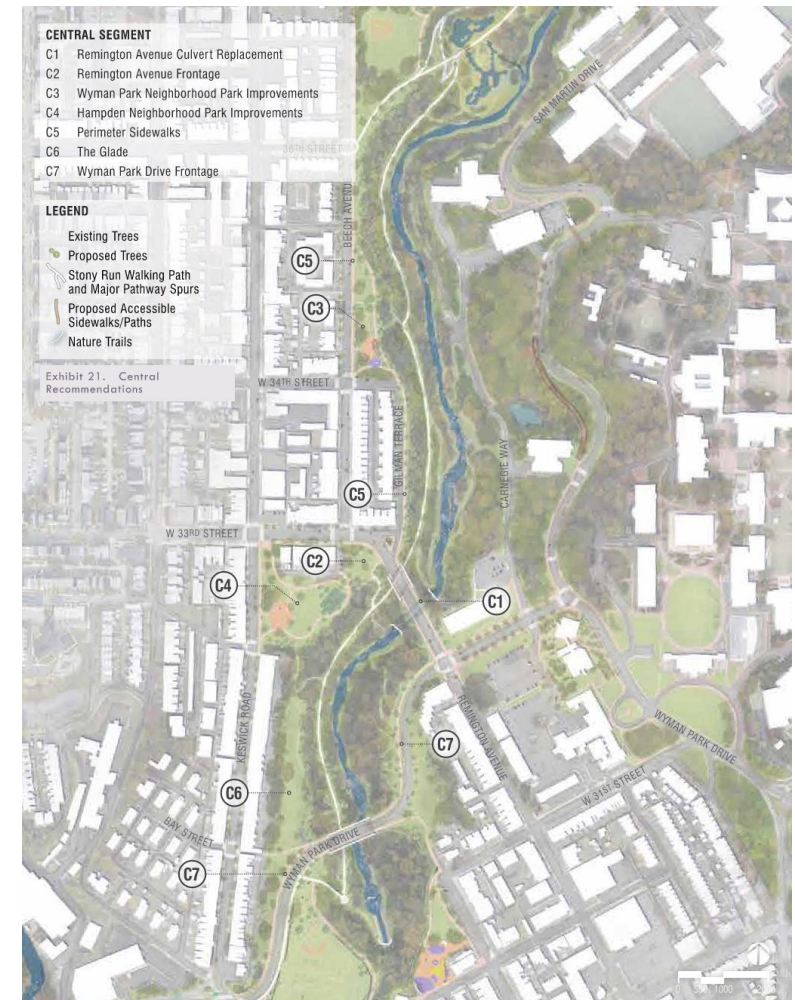 CENTRAL SEGMENT
C1 Remington Avenue Culvert Replacement
C2 Remington Avenue Frontage
C3 Wyman Park Neighborhood Park Improvements
C4 Hampden Neighborhood Park Improvements
C5 Perimeter Sidewalks
C6 The Glade
C7 Wyman Park Drive Frontage
LEGEND
Existing Trees
Proposed Trees
Stony Run Walking Path
and Major Pathway Spurs
Proposed Accessible
Sidewalks/Paths
Nature Trails
Exhibit 21. Central
Recommendations
SAN MARTIN DRIVE
36TH STREET
BEECH AVENU
C5
C3
W 34TH STREET
GILMAN TERRACE
CARNEGIE WAY
C5
W 33RD STREET
C2
C4
C1
KESWICK ROAD
REMINGTON AVENUE
WYMAN PARK DRIVE
C7
W 31ST STREET
C6
BAY STREET
WYMAN PARK DRIVE
C7
0 500 1000